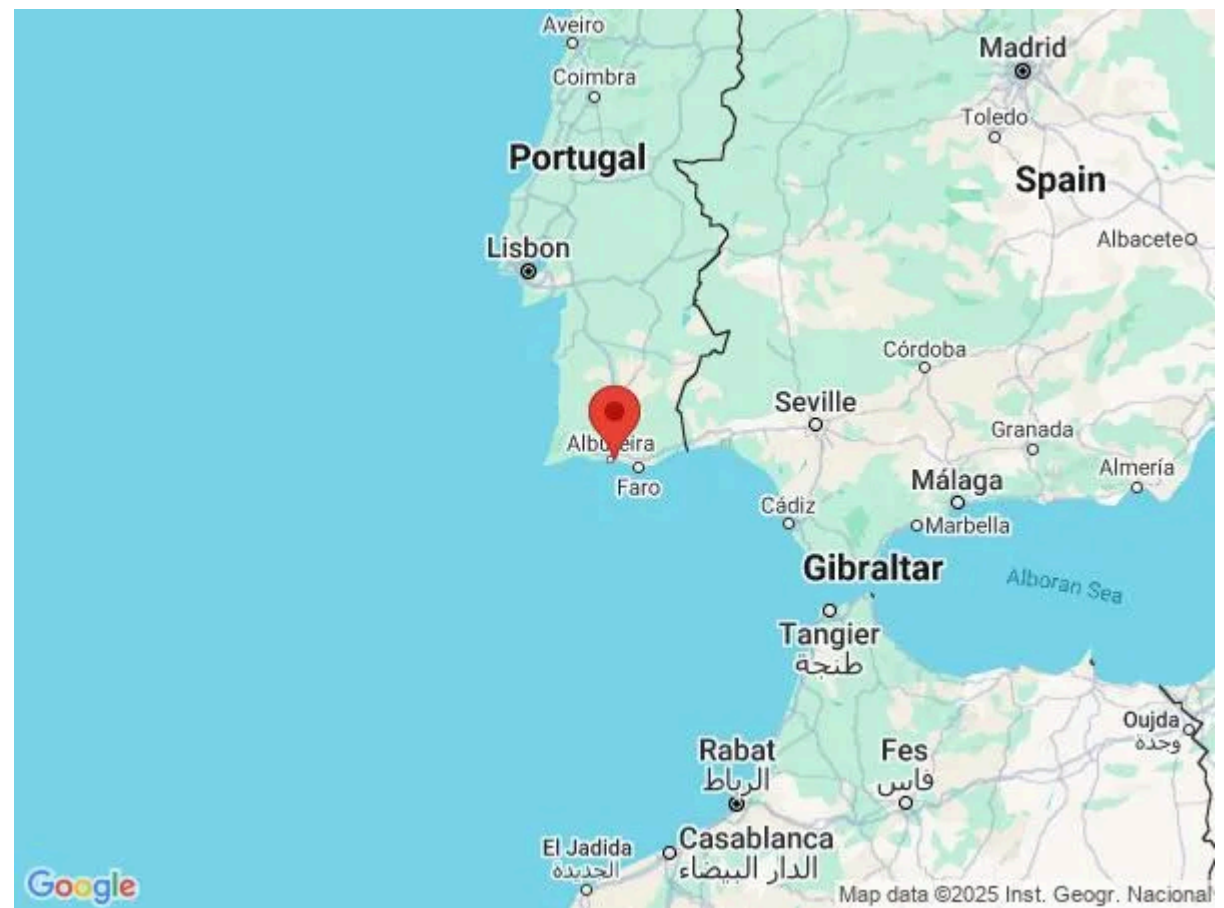 Aveiro
Coimbra
Madrid
Toledo
Portugal
Spain
Albacete
Lisbon
Córdoba
Seville
Granada
Albufeira
Almería
Faro
Málaga
Cádiz
Marbella
Gibraltar
Alboran Sea
Tangier
طنجة
Oujda
وجدة
Rabat
الرباط
Fes
فاس
Casablanca
الدار البيضاء
El Jadida
الجديدة
Google
Map data ©2025 Inst. Geogr. Nacional